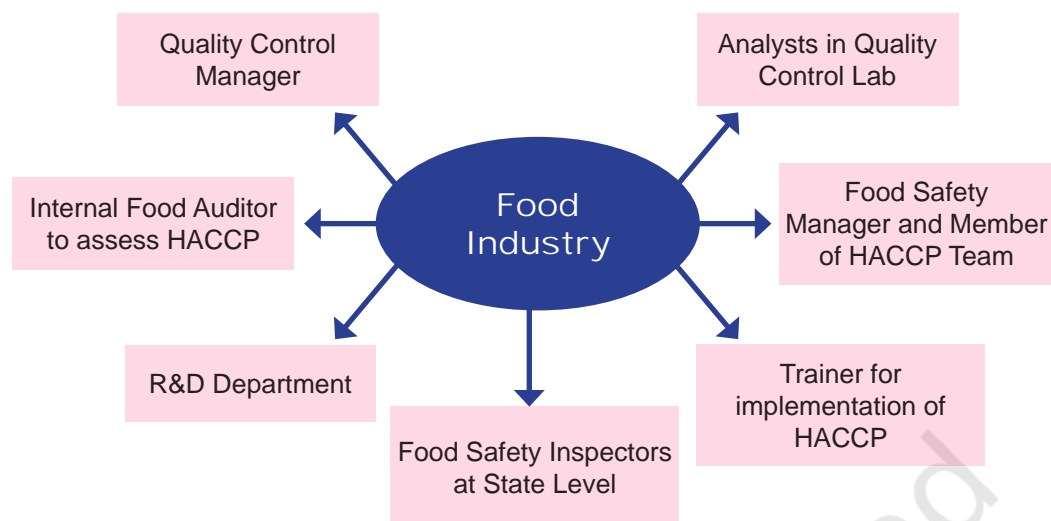 Quality Control
Manager
Analysts in Quality
Control Lab
Internal Food Auditor
to assess HACCP
Food
Industry
Food Safety
Manager and Member
of HACCP Team
R&D Department
Food Safety Inspectors
at State Level
Trainer for
implementation of
HACCP